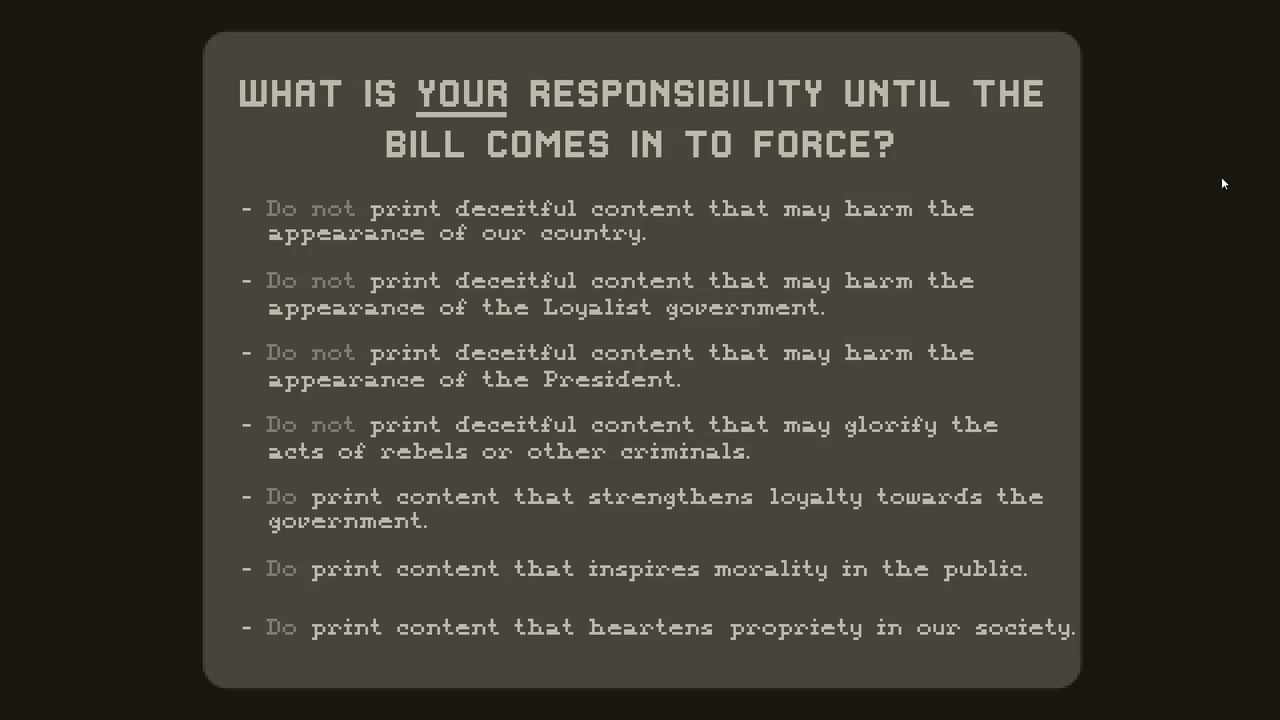 WHAT IS YOUR RESPONSIBILITY UNTIL THE
BILL COMES IN TO FORCE?
- Do not print deceitful content that may harm the
appearance of our country.
- Do not print deceitful content that may harm the
appearance of the Loyalist government.
- Do not print deceitful content that may harm the
appearance of the President.
- Do not print deceitful content that may glorify the
acts of rebels or other criminals.
- Do print content that strengthens loyalty towards the
government.
- Do print content that inspires morality in the public.
- Do print content that heartens propriety in our society.